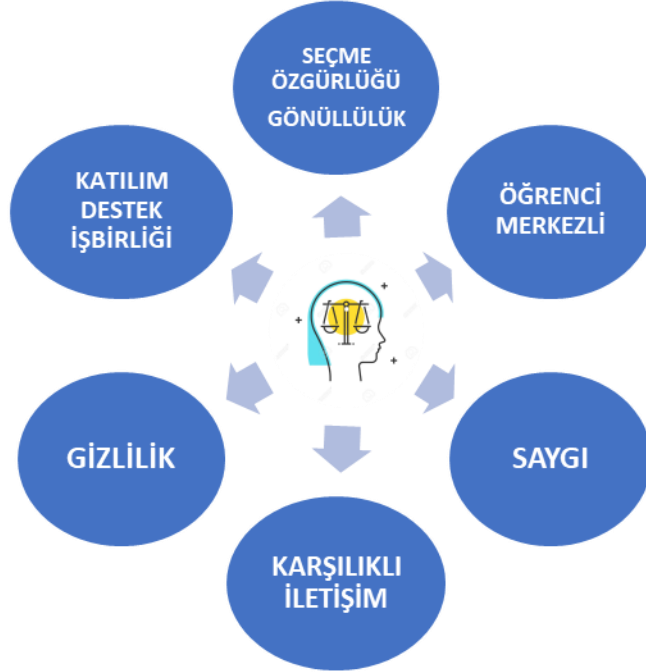 SEÇME
ÖZGÜRLÜĞÜ
GÖNÜLLÜLÜK
KATILIM
DESTEK
İŞBİRLİĞİ
ÖĞRENCİ
MERKEZLİ
GİZLİLİK
SAYGI
KARŞILIKLI
İLETİŞİM